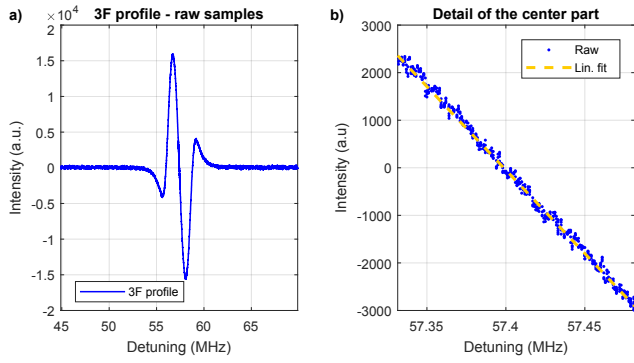 a)
3F profile - raw samples
×10⁴
2
1.5
1
0.5
0
-0.5
-1
-1.5
-2
45
50
55
60
65
Intensity (a.u.)
Detuning (MHz)
3F profile
b)
Detail of the center part
3000
2000
1000
0
-1000
-2000
-3000
57.35
57.4
57.45
Intensity (a.u)
Detuning (MHz)
Raw
Lin. fit